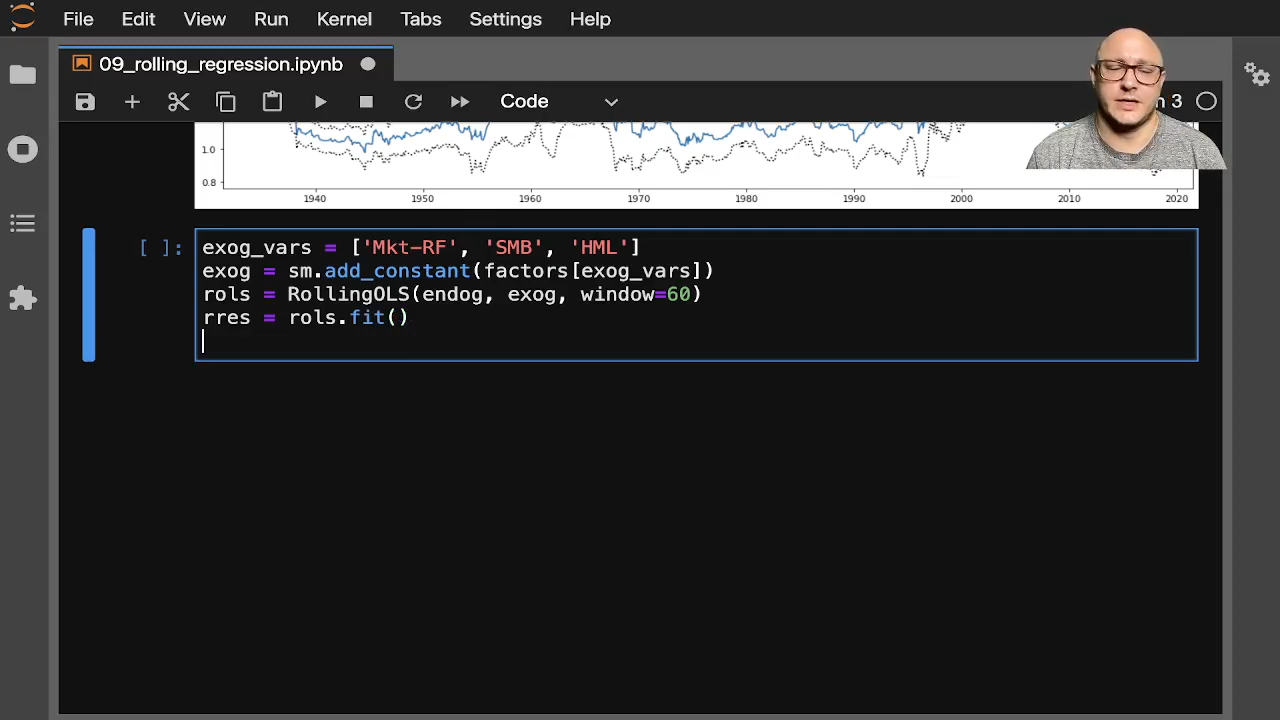 File Edit View Run Kernel Tabs Settings Help
09_rolling_regression.ipynb
Code
3
1.0
0.8
1940 1950 1960 1970 1980 1990 2000 2010 2020
[ ]:
exog_vars = ['Mkt-RF', 'SMB', 'HML']
exog = sm.add_constant(factors[exog_vars])
rols = RollingOLS(endog, exog, window=60)
rres = rols.fit()